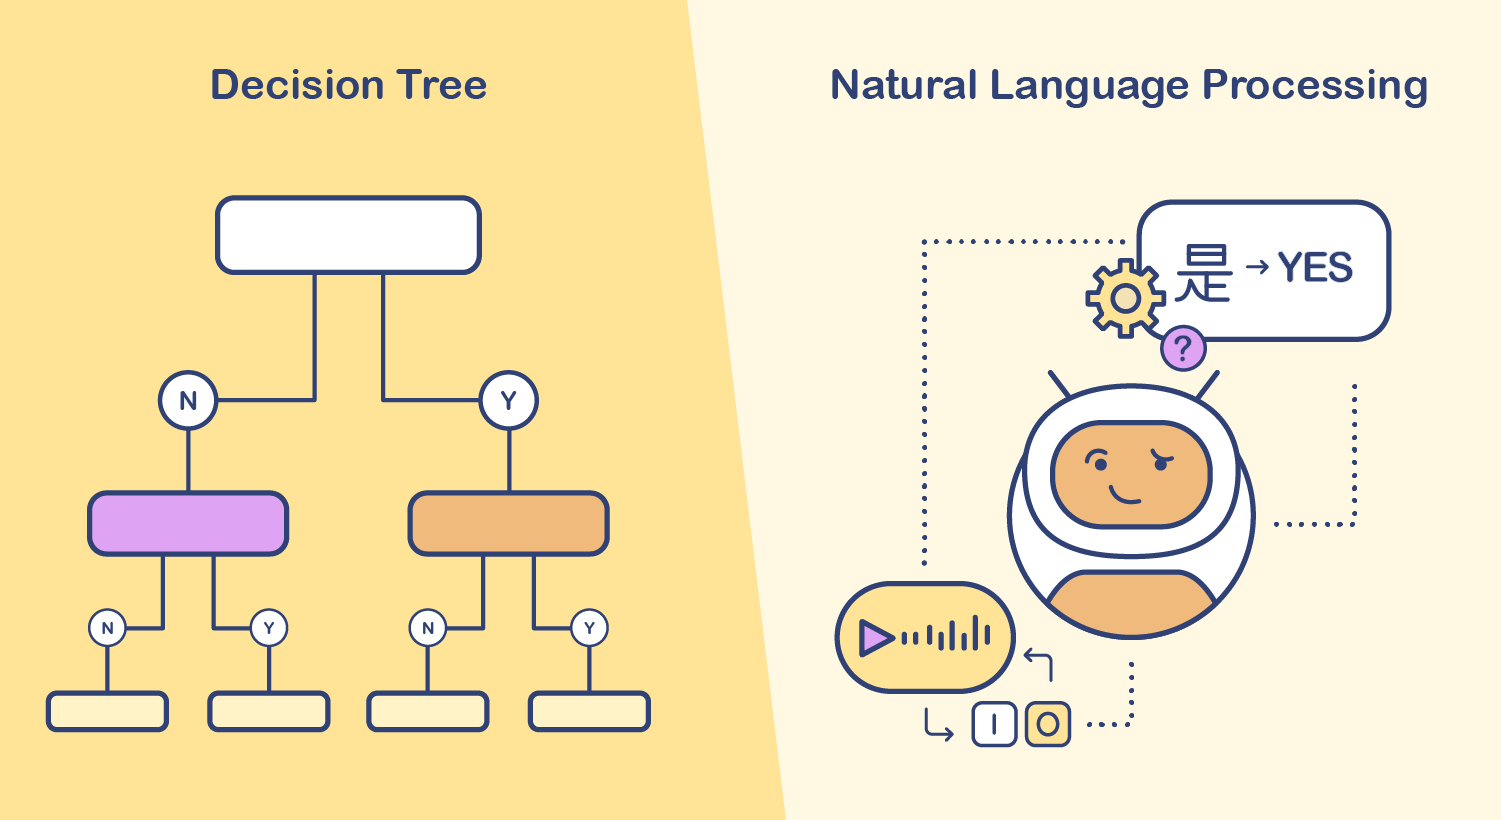 Decision Tree
N
Y
N
Y
N
Y
Natural Language Processing
是 → YES
?
I O